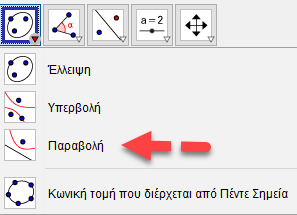 α
a = 2
Έλλειψη
Υπερβολή
Παραβολή
Κωνική τομή που διέρχεται από Πέντε Σημεία